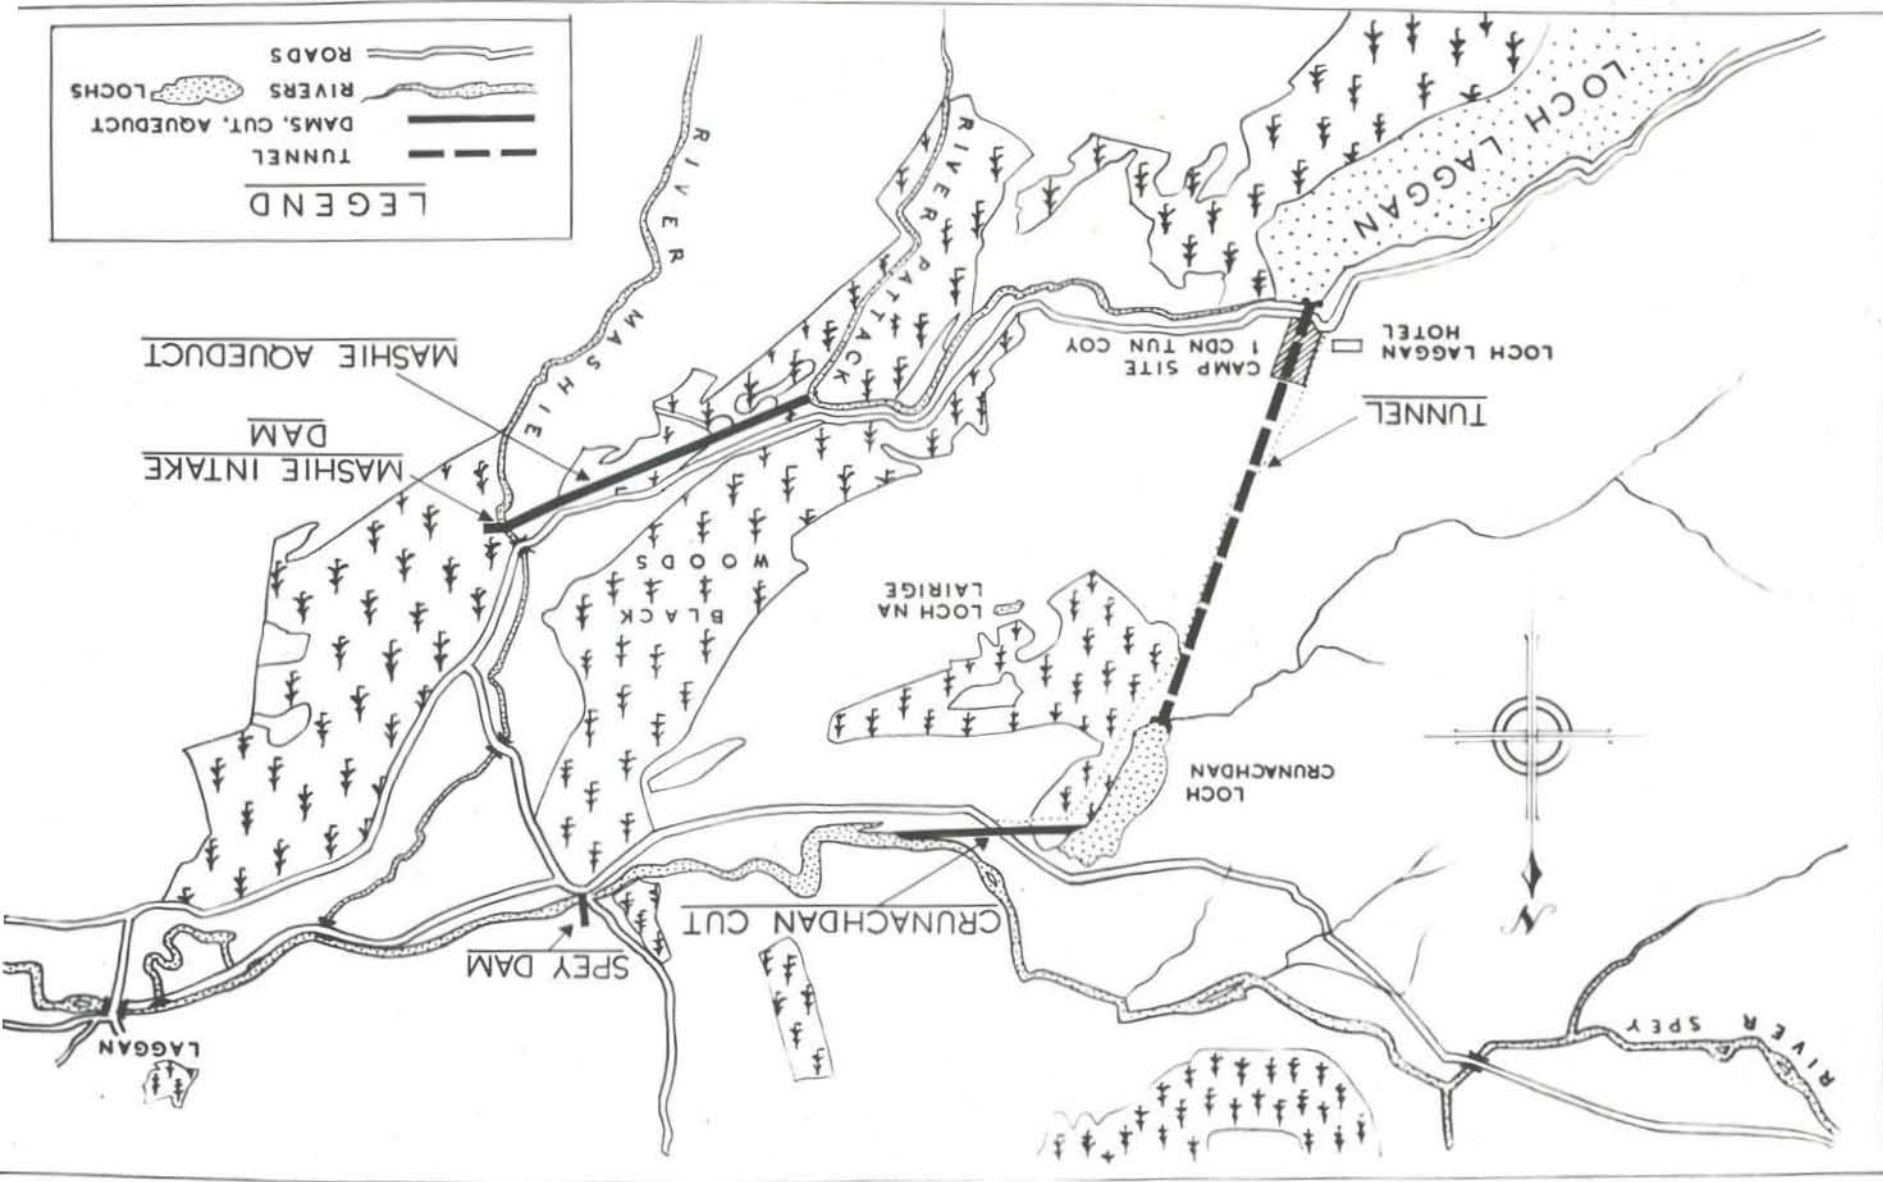 RIVER SPEY
N
LAGGAN
SPEY DAM
CRUNACHDAN CUT
LOCH
CRUNACHDAN
LOCH NA
LAIRIGE
BLACK
WOODS
TUNNEL
MASHIE INTAKE
DAM
MASHIE AQUEDUCT
LOCH LAGGAN
HOTEL
CAMP SITE
1 CDN TUN COY
RIVER PATTACK
RIVER MASHIE
LOCH LAGGAN
LEGEND
TUNNEL
DAMS, CUT, AQUEDUCT
RIVERS
LOCHS
ROADS